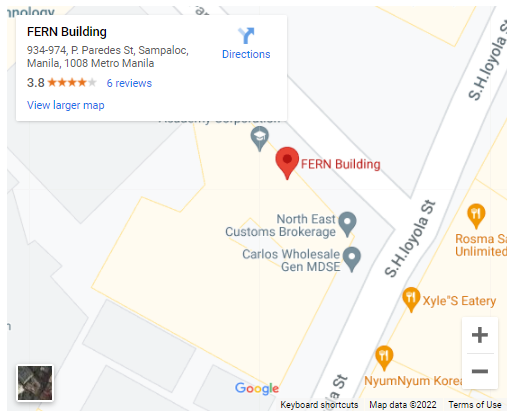 nology
FERN Building
934-974, P. Paredes St, Sampaloc,
Manila, 1008 Metro Manila
3.8
6 reviews
Directions
View larger map
Academy Corporation
FERN Building
S.H.loyola St
North East
Customs Brokerage
Carlos Wholesale
Gen MDSE
S.H.loyola St
Rosma Sa
Unlimited
Xyle"S Eatery
NyumNyum Korea
St
Google
Keyboard shortcuts
Map data ©2022
Terms of Use